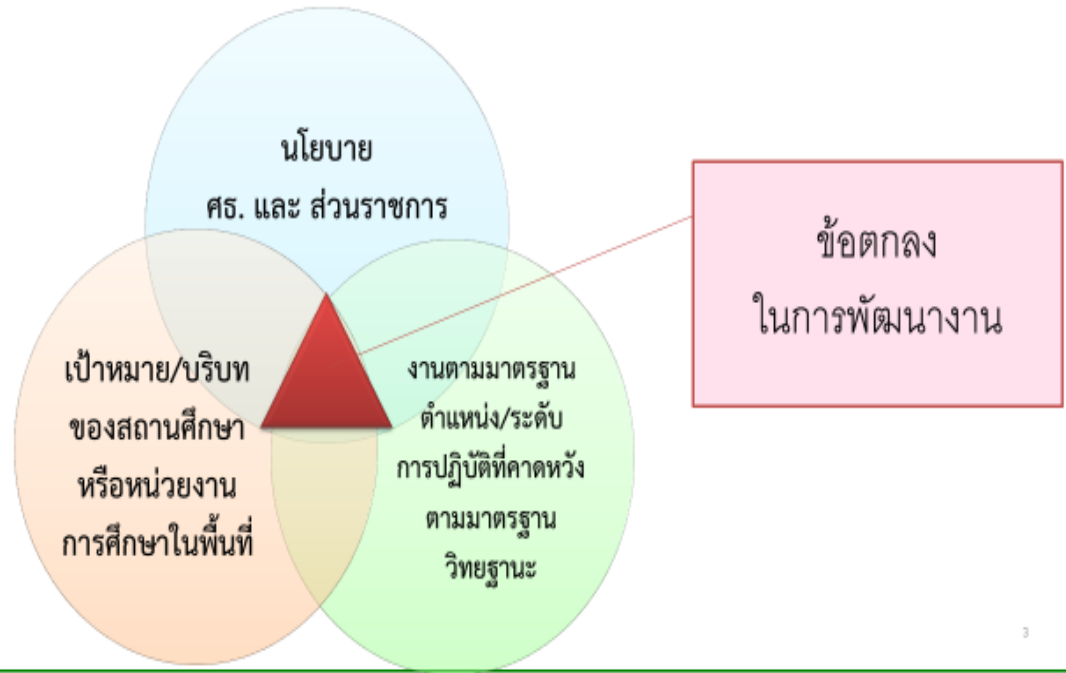 นโยบาย
ศธ. และ ส่วนราชการ
เป้าหมาย/บริบท
ของสถานศึกษา
หรือหน่วยงาน
การศึกษาในพื้นที่
งานตามมาตรฐาน
ตำแหน่ง/ระดับ
การปฏิบัติที่คาดหวัง
ตามมาตรฐาน
วิทยฐานะ
ข้อตกลง
ในการพัฒนางาน
3